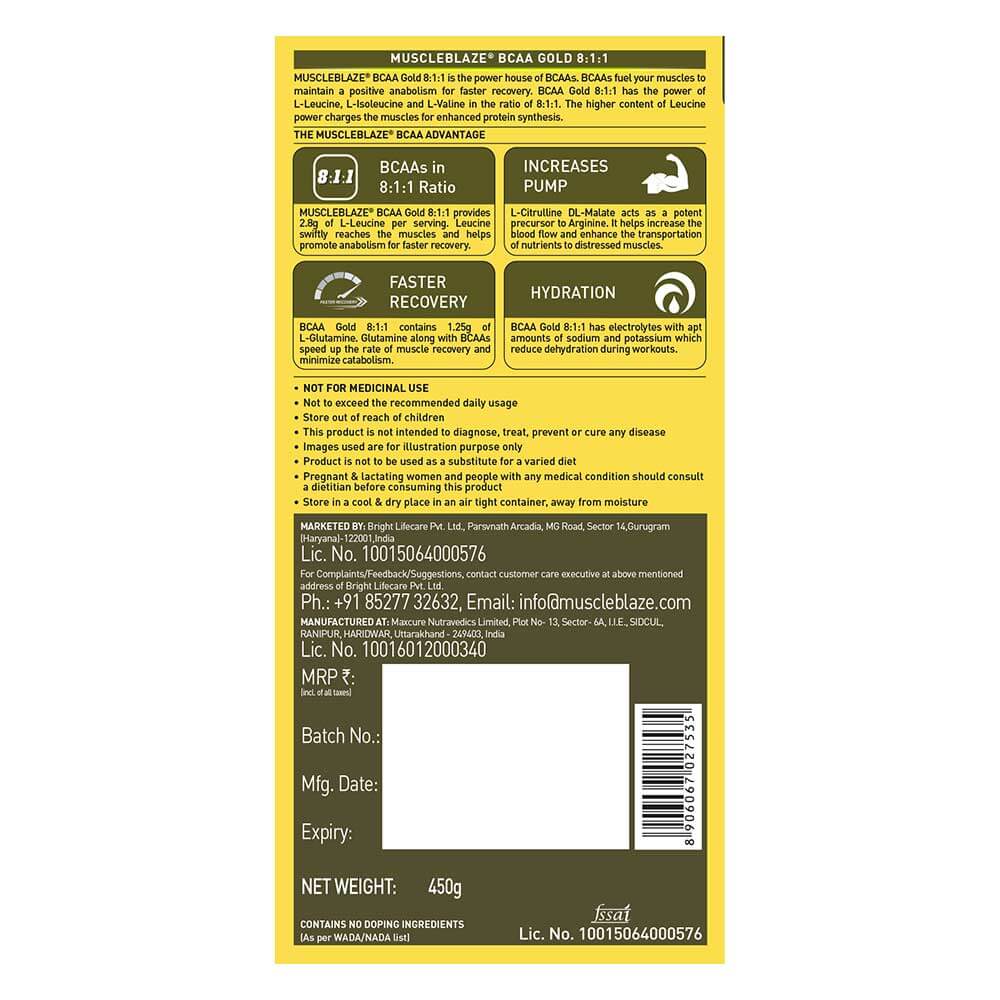 MUSCLEBLAZE® BCAA GOLD 8:1:1
MUSCLEBLAZE® BCAA Gold 8:1:1 is the power house of BCAAs. BCAAs fuel your muscles to
maintain a positive anabolism for faster recovery. BCAA Gold 8:1:1 has the power of
L-Leucine, L-Isoleucine and L-Valine in the ratio of 8:1:1. The higher content of Leucine
power charges the muscles for enhanced protein synthesis.
THE MUSCLEBLAZE® BCAA ADVANTAGE
8:1:1
BCAAs in
8:1:1 Ratio
MUSCLEBLAZE® BCAA Gold 8:1:1 provides
2.8g of L-Leucine per serving. Leucine
swiftly reaches the muscles and helps
promote anabolism for faster recovery.
INCREASES
PUMP
L-Citrulline DL-Malate acts as a potent
precursor to Arginine. It helps increase the
blood flow and enhance the transportation
of nutrients to distressed muscles.
FASTER RECOVERY
FASTER
RECOVERY
BCAA Gold 8:1:1 contains 1.25g of
L-Glutamine. Glutamine along with BCAAs
speed up the rate of muscle recovery and
minimize catabolism.
HYDRATION
BCAA Gold 8:1:1 has electrolytes with apt
amounts of sodium and potassium which
reduce dehydration during workouts.
• NOT FOR MEDICINAL USE
• Not to exceed the recommended daily usage
• Store out of reach of children
• This product is not intended to diagnose, treat, prevent or cure any disease
• Images used are for illustration purpose only
• Product is not to be used as a substitute for a varied diet
• Pregnant & lactating women and people with any medical condition should consult
a dietitian before consuming this product
• Store in a cool & dry place in an air tight container, away from moisture
MARKETED BY: Bright Lifecare Pvt. Ltd., Parsvnath Arcadia, MG Road, Sector 14,Gurugram
(Haryana)-122001,India
Lic. No. 10015064000576
For Complaints/Feedback/Suggestions, contact customer care executive at above mentioned
address of Bright Lifecare Pvt. Ltd.
Ph.: +91 85277 32632, Email: info@muscleblaze.com
MANUFACTURED AT: Maxcure Nutravedics Limited, Plot No- 13, Sector- 6A, I.I.E., SIDCUL,
RANIPUR, HARIDWAR, Uttarakhand - 249403, India
Lic. No. 10016012000340
MRP ₹:
(incl. of all taxes)
Batch No.:
Mfg. Date:
Expiry:
8 906067 027535
NET WEIGHT: 450g
CONTAINS NO DOPING INGREDIENTS
(As per WADA/NADA list)
fssai
Lic. No. 10015064000576